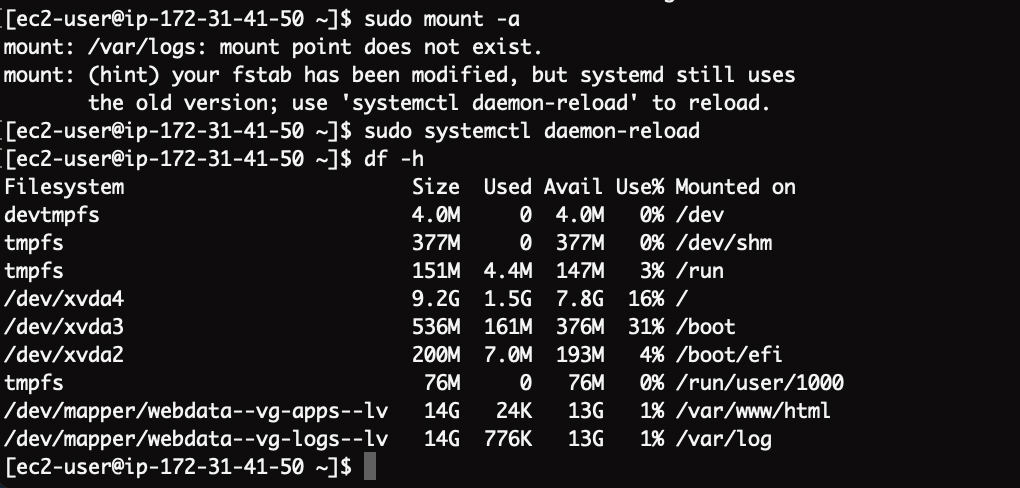 [ec2-user@ip-172-31-41-50 ~]$ sudo mount -a
mount: /var/logs: mount point does not exist.
mount: (hint) your fstab has been modified, but systemd still uses
       the old version; use 'systemctl daemon-reload' to reload.
[ec2-user@ip-172-31-41-50 ~]$ sudo systemctl daemon-reload
[ec2-user@ip-172-31-41-50 ~]$ df -h
Filesystem                        Size  Used Avail Use% Mounted on
devtmpfs                          4.0M     0  4.0M   0% /dev
tmpfs                             377M     0  377M   0% /dev/shm
tmpfs                             151M  4.4M  147M   3% /run
/dev/xvda4                        9.2G  1.5G  7.8G  16% /
/dev/xvda3                        536M  161M  376M  31% /boot
/dev/xvda2                        200M  7.0M  193M   4% /boot/efi
tmpfs                              76M     0   76M   0% /run/user/1000
/dev/mapper/webdata--vg-apps--lv   14G   24K   13G   1% /var/www/html
/dev/mapper/webdata--vg-logs--lv   14G  776K   13G   1% /var/log
[ec2-user@ip-172-31-41-50 ~]$